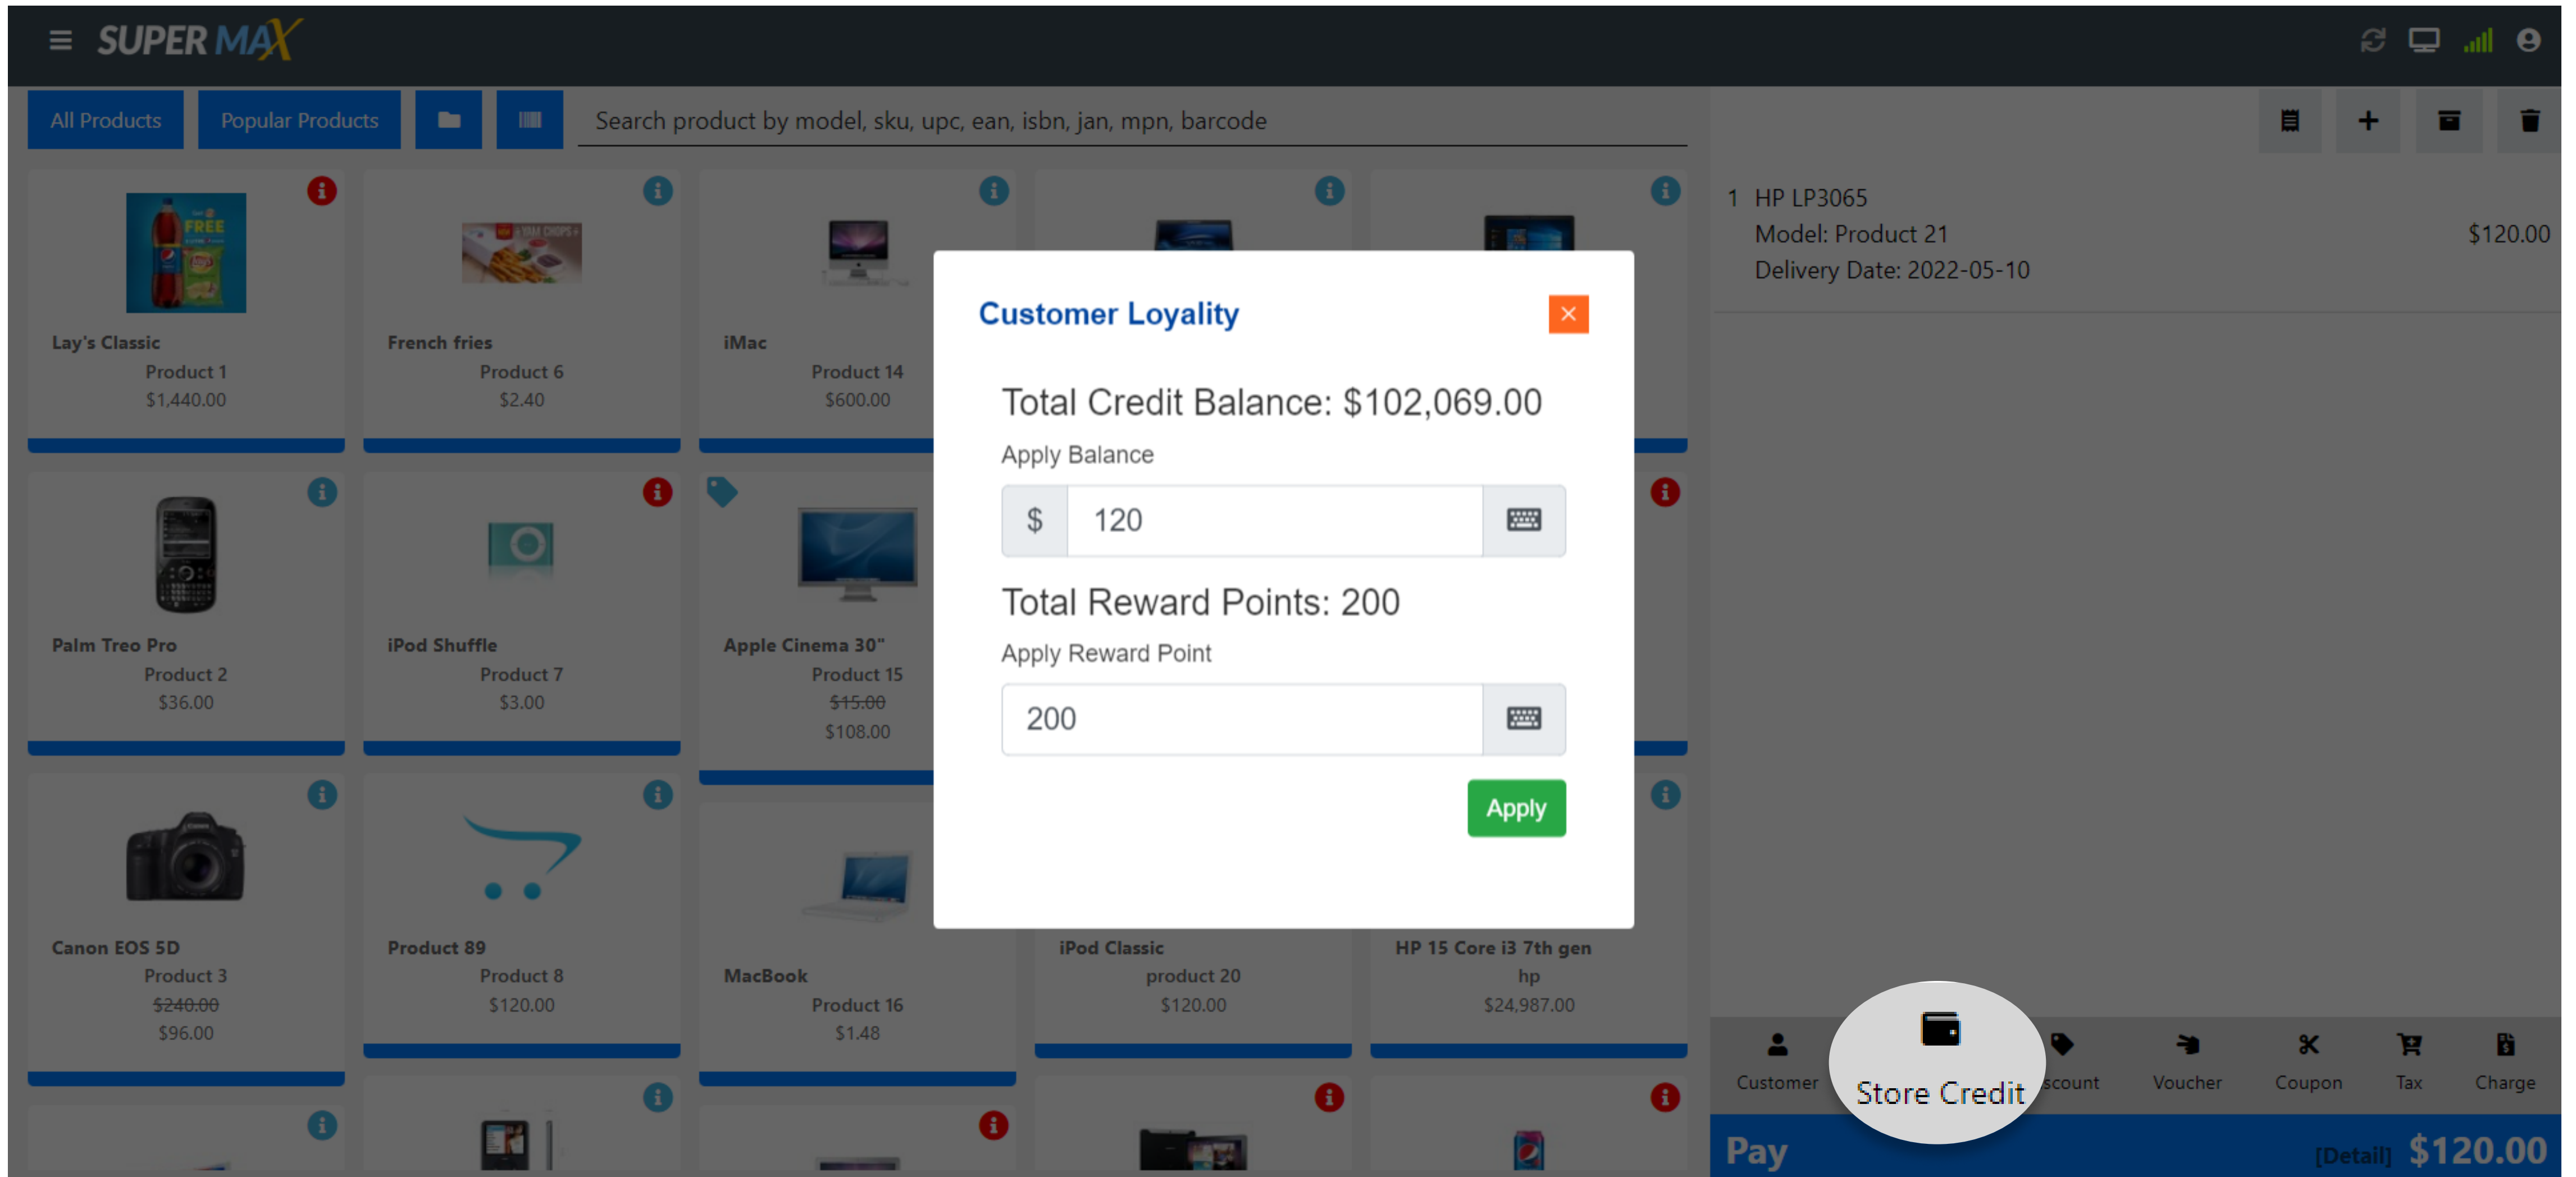 SUPER MAX
All Products
Popular Products
Search product by model, sku, upc, ean, isbn, jan, mpn, barcode
FREE
YAM CHOPS
Lay's Classic
Product 1
$1,440.00
French fries
Product 6
$2.40
iMac
Product 14
$600.00
Palm Treo Pro
Product 2
$36.00
iPod Shuffle
Product 7
$3.00
Apple Cinema 30"
Product 15
$15.00
$108.00
Canon EOS 5D
Product 3
$240.00
$96.00
Product 89
Product 8
$120.00
MacBook
Product 16
$1.48
iPod Classic
product 20
$120.00
HP 15 Core i3 7th gen
hp
$24,987.00
Customer Loyality
Total Credit Balance: $102,069.00
Apply Balance
$ 120
Total Reward Points: 200
Apply Reward Point
200
Apply
1 HP LP3065
Model: Product 21
$120.00
Delivery Date: 2022-05-10
Customer
Store Credit
scount
Voucher
Coupon
Tax
Charge
Pay
[Detail] $120.00